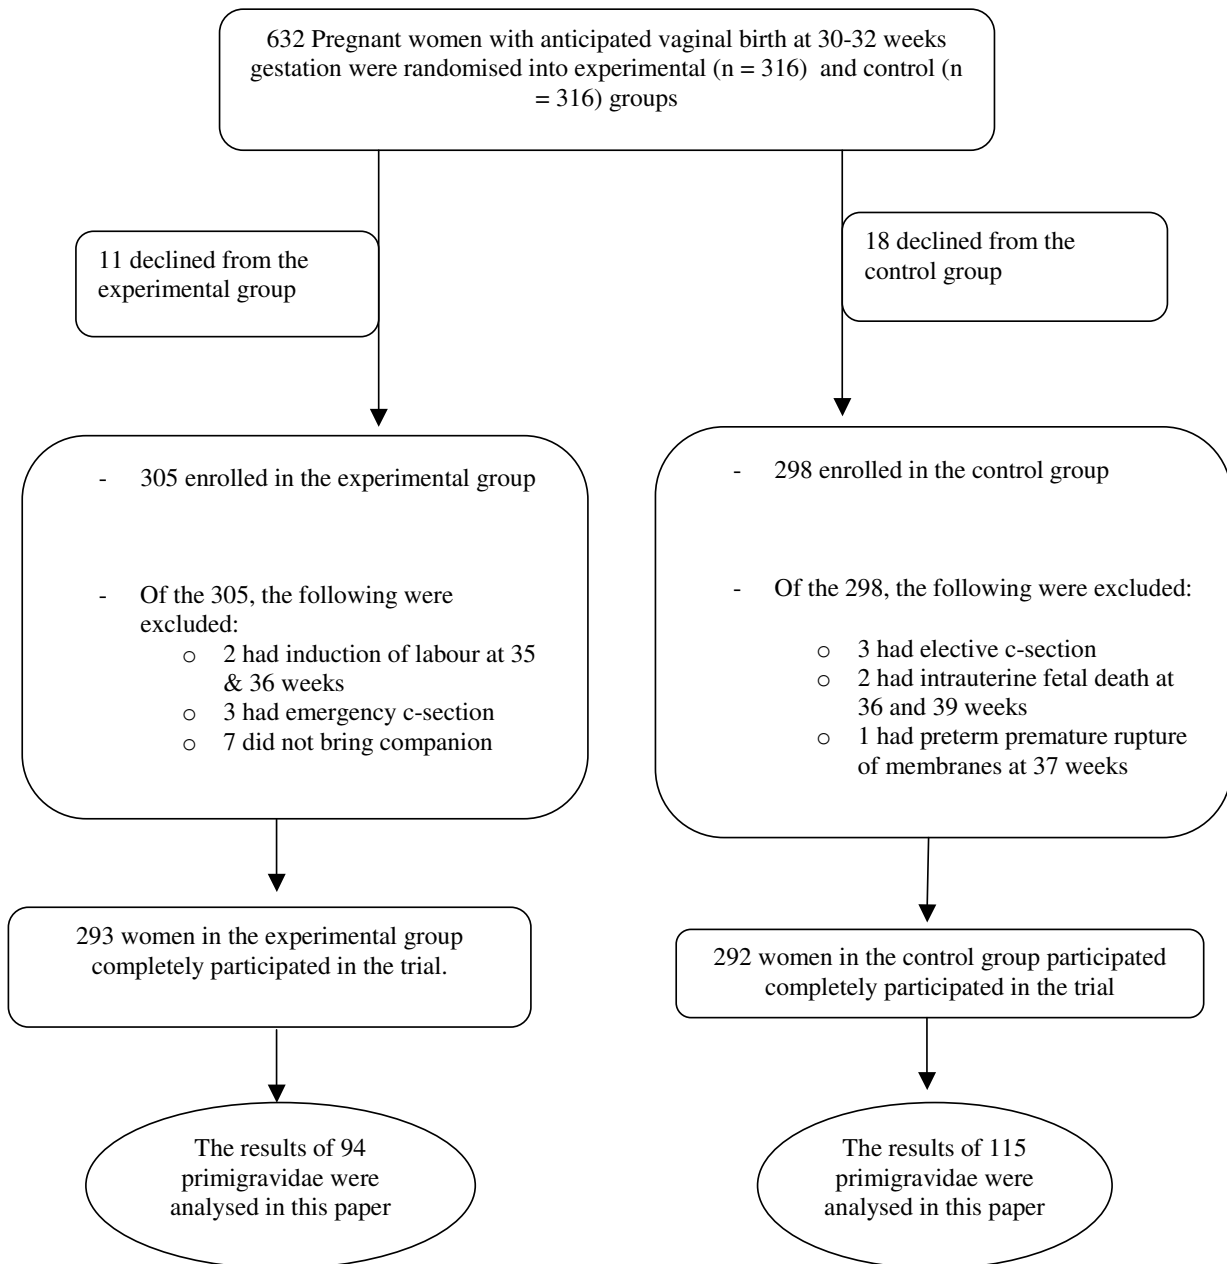 632 Pregnant women with anticipated vaginal birth at 30-32 weeks
gestation were randomised into experimental (n = 316) and control (n
= 316) groups
11 declined from the
experimental group
18 declined from the
control group
- 305 enrolled in the experimental group
- Of the 305, the following were
excluded:
o 2 had induction of labour at 35
& 36 weeks
o 3 had emergency c-section
o 7 did not bring companion
- 298 enrolled in the control group
- Of the 298, the following were excluded:
o 3 had elective c-section
o 2 had intrauterine fetal death at
36 and 39 weeks
o 1 had preterm premature rupture
of membranes at 37 weeks
293 women in the experimental group
completely participated in the trial.
292 women in the control group participated
completely participated in the trial
The results of 94
primigravidae were
analysed in this paper
The results of 115
primigravidae were
analysed in this paper